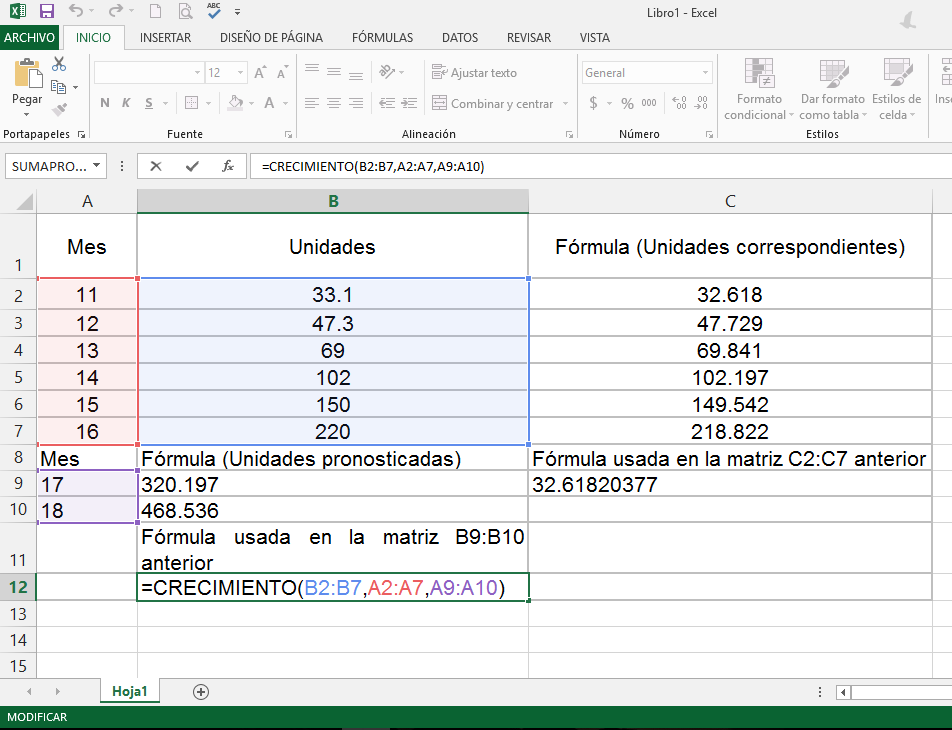 ABC
Libro1 - Excel
ARCHIVO INICIO INSERTAR DISEÑO DE PÁGINA FÓRMULAS DATOS REVISAR VISTA
12 A A Ajustar texto General
Pegar N K S A Combinar y centrar $ % 000 Formato condicional Dar formato como tabla Estilos de celda Inse
Portapapeles Fuente Alineación Número Estilos
SUMAPRO... fx =CRECIMIENTO(B2:B7,A2:A7,A9:A10)
A B C
1 Mes Unidades Fórmula (Unidades correspondientes)
2 11 33.1 32.618
3 12 47.3 47.729
4 13 69 69.841
5 14 102 102.197
6 15 150 149.542
7 16 220 218.822
8 Mes Fórmula (Unidades pronosticadas) Fórmula usada en la matriz C2:C7 anterior
9 17 320.197 32.61820377
10 18 468.536
Fórmula usada en la matriz B9:B10
11 anterior
12 =CRECIMIENTO(B2:B7,A2:A7,A9:A10)
13
14
15
Hoja1
MODIFICAR